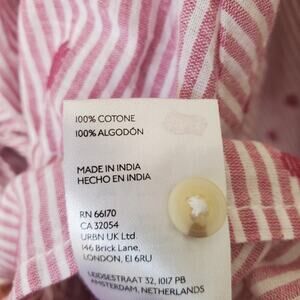 100% COTONE
100% ALGODÓN
MADE IN INDIA
HECHO EN INDIA
RN 66170
CA 32054
URBN UK Ltd.
146 Brick Lane,
LONDON, E1 6RU
LEIDSESTRAAT 32, 1017 PB
AMSTERDAM, NETHERLANDS